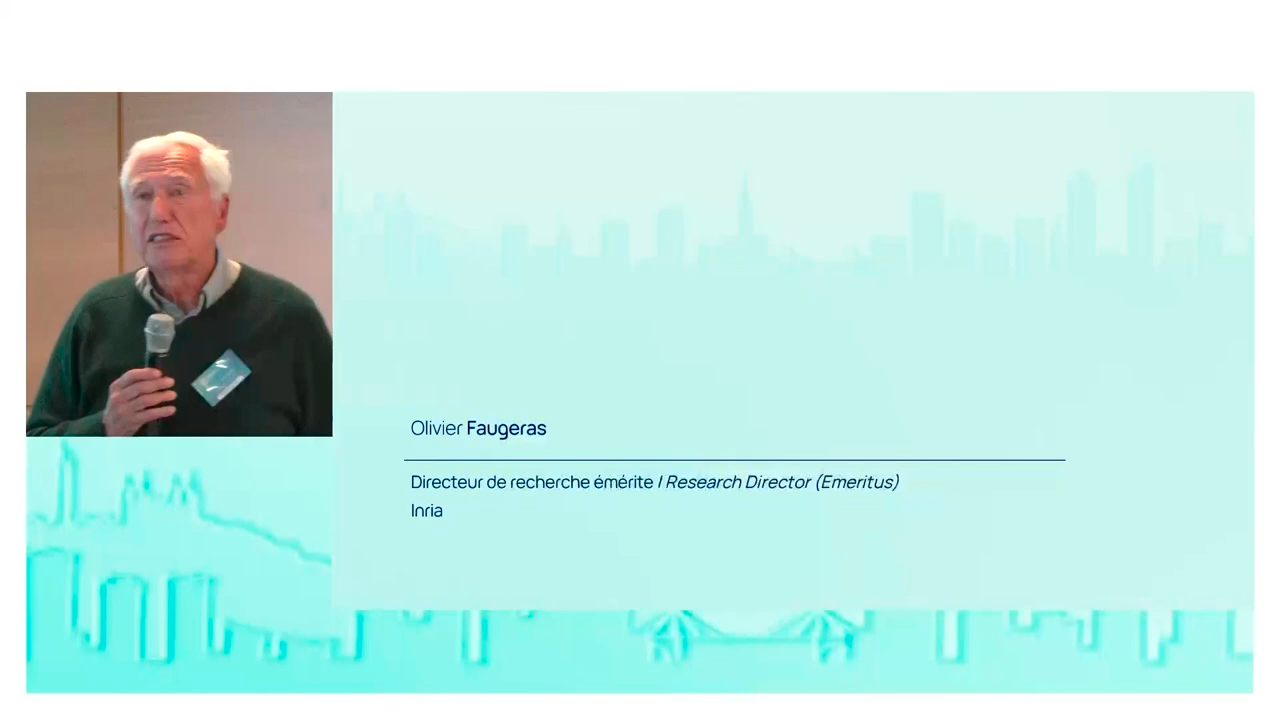 Olivier Faugeras
Directeur de recherche émérite / Research Director (Emeritus)
Inria